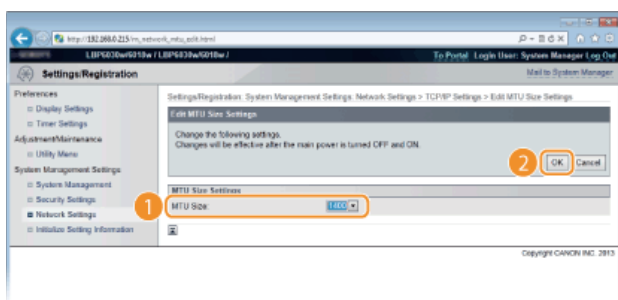 http://192.168.0.215/m_network_mtu_edit.html
LBP6030w/6018w / LBP6030w/6018w /
To Portal Login User: System Manager Log Out
Settings/Registration
Mail to System Manager
Preferences
Display Settings
Timer Settings
Adjustment/Maintenance
Utility Menu
System Management Settings
System Management
Security Settings
Network Settings
Initialize Setting Information
Settings/Registration: System Management Settings: Network Settings > TCP/IP Settings > Edit MTU Size Settings
Edit MTU Size Settings
Change the following settings.
Changes will be effective after the main power is turned OFF and ON.
2
OK Cancel
MTU Size Settings
1
MTU Size:
1400
Copyright CANON INC. 2013